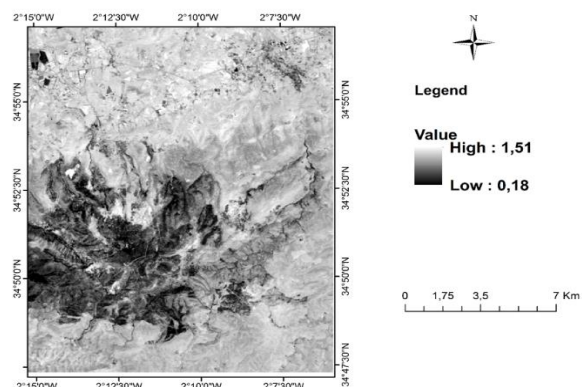 2°15'0"W 2°12'30"W 2°10'0"W 2°7'30"W
N
34°55'0"N
34°55'0"N
34°52'30"N
34°52'30"N
34°50'0"N
34°50'0"N
34°47'30"N
2°15'0"W 2°12'30"W 2°10'0"W 2°7'30"W
Legend
Value
High : 1,51
Low : 0,18
0 1,75 3,5 7 Km